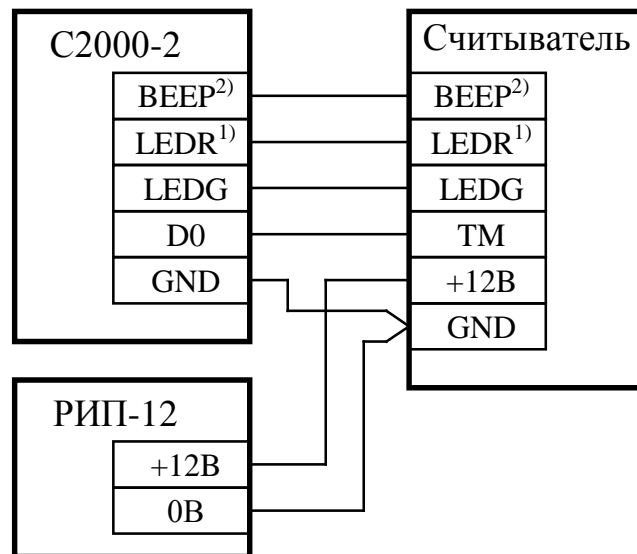 С2000-2
BEEP2)
LEDR1)
LEDG
D0
GND
Считыватель
BEEP2)
LEDR1)
LEDG
TM
+12В
GND
РИП-12
+12В
0В